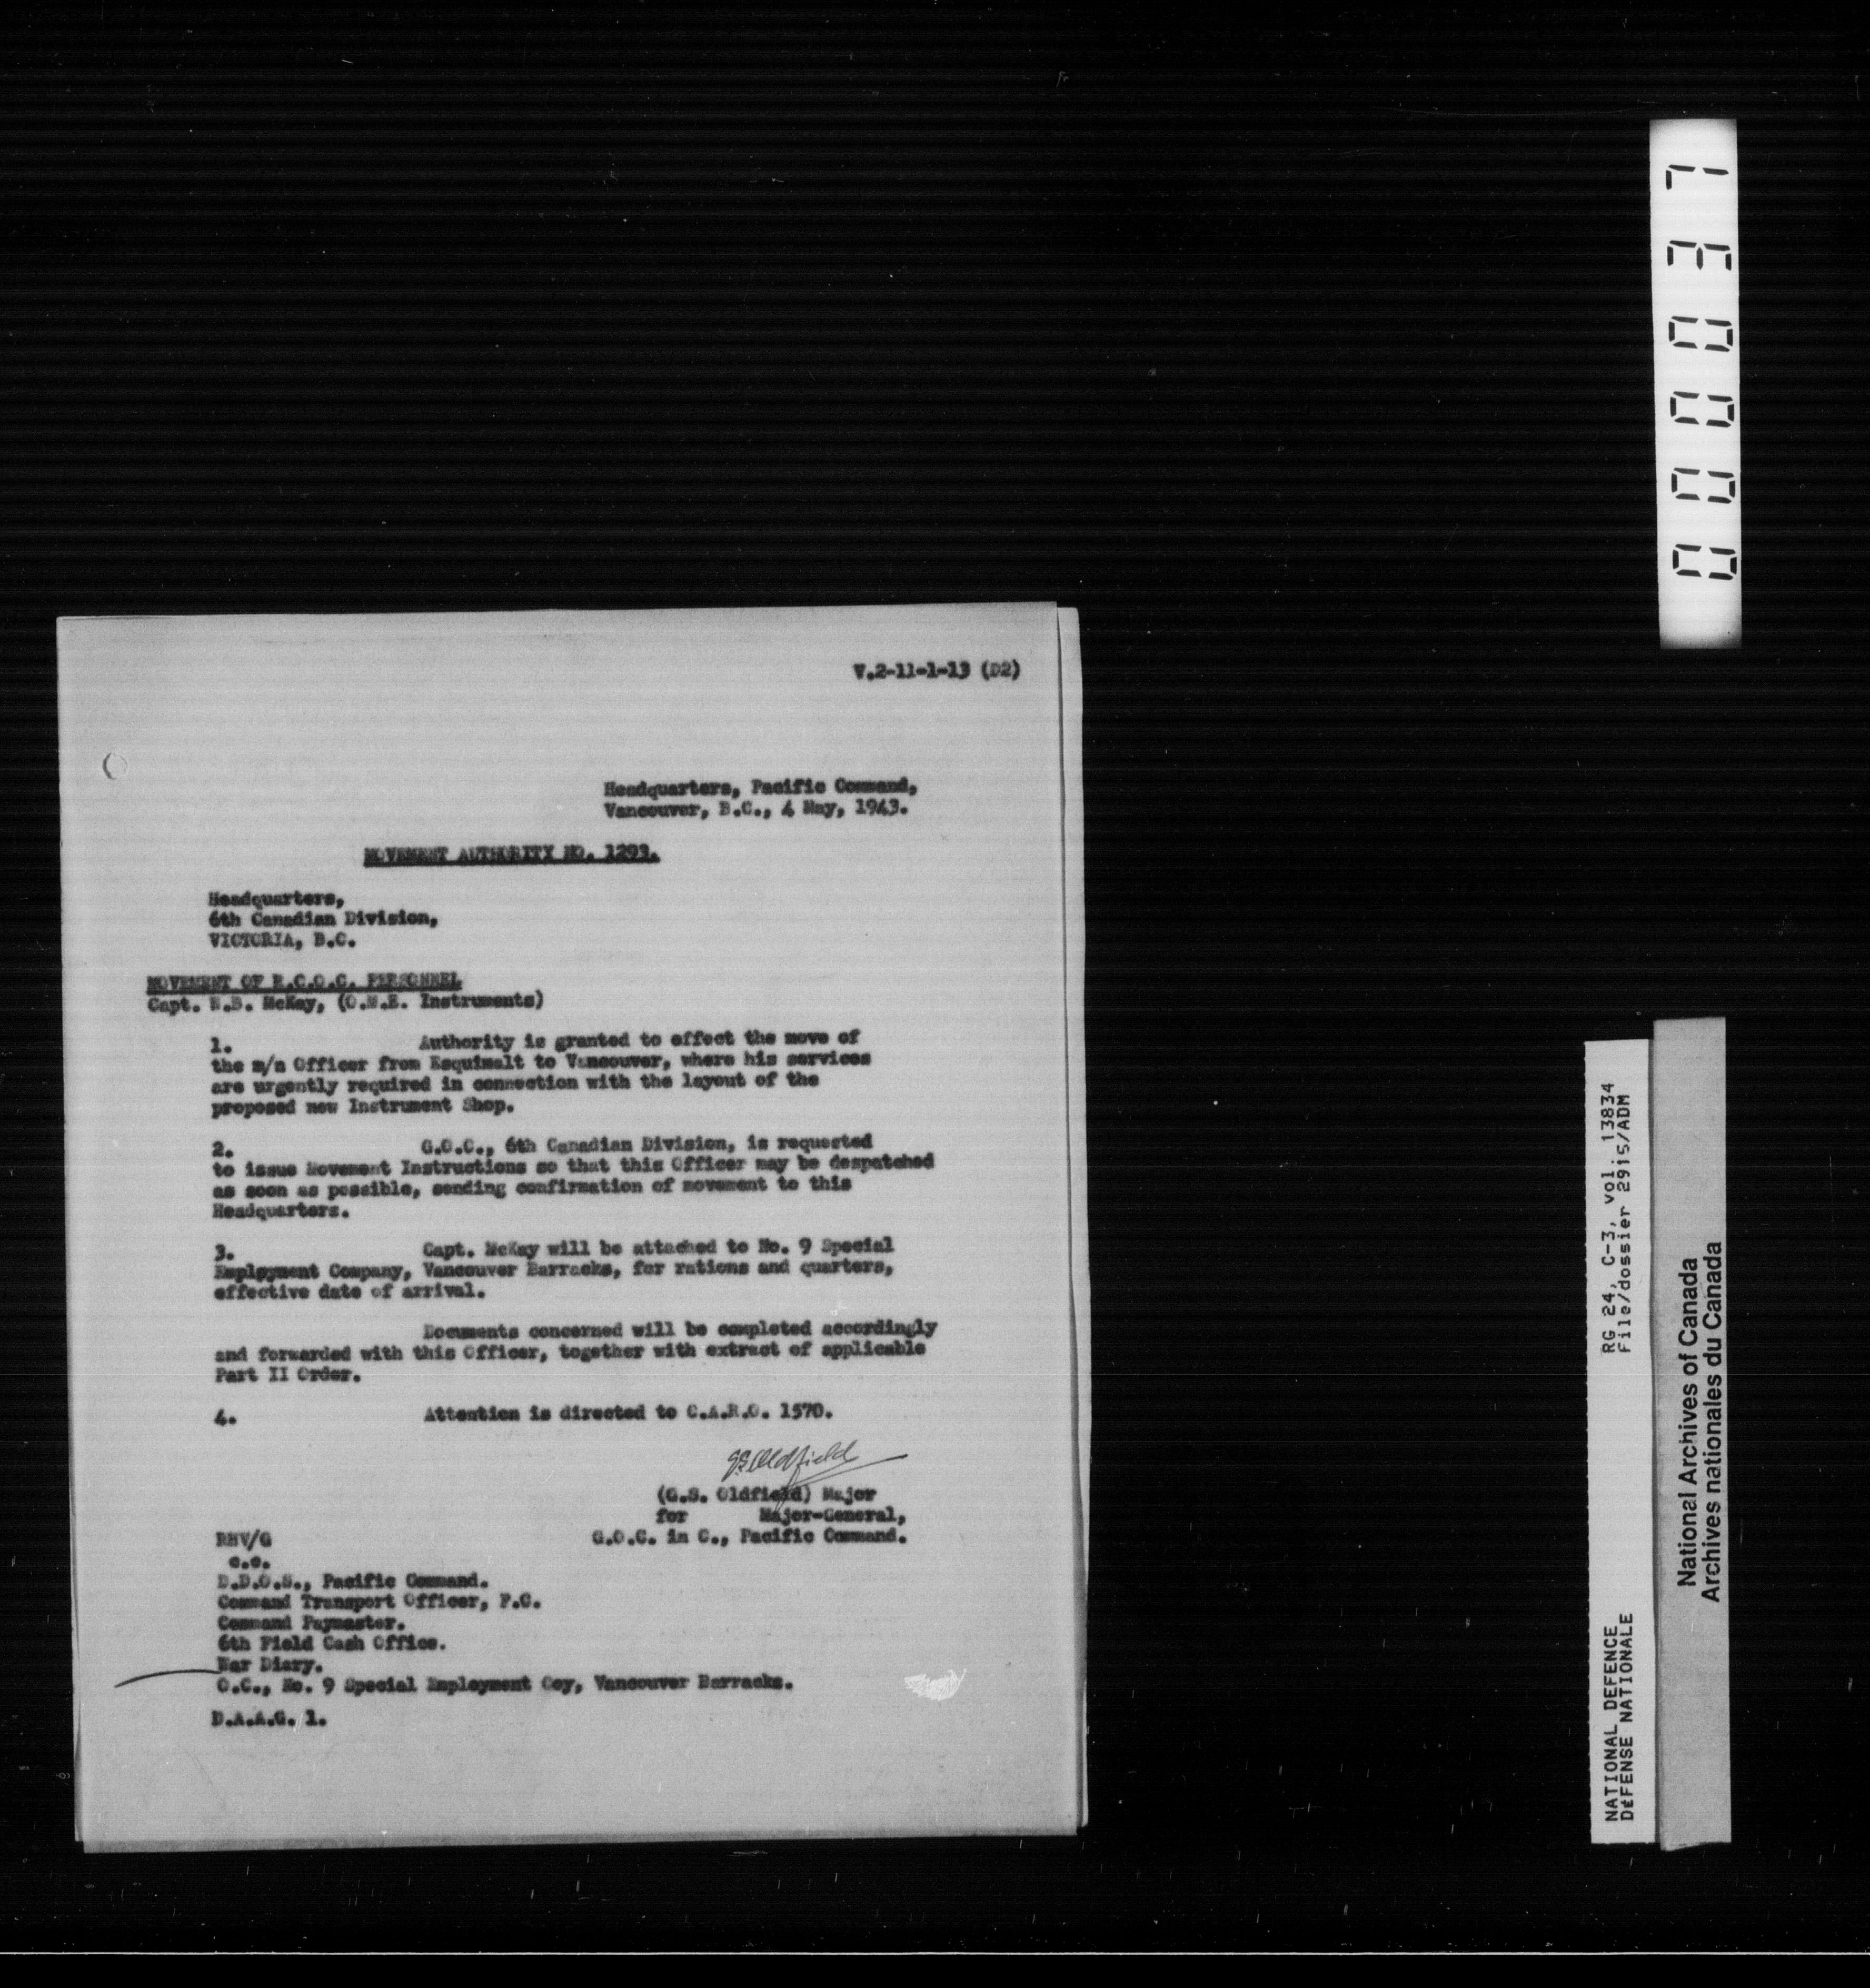 V.2-11-1-13 (D2)
Headquarters, Pacific Command,
Vancouver, B.C., 4 May, 1943.
MOVEMENT AUTHORITY NO. 1293.
Headquarters,
6th Canadian Division,
VICTORIA, B.C.
MOVEMENT OF R.C.O.C. PERSONNEL
Capt. McKay, (O.M.E. Instruments)
1. Authority is granted to effect the move of
the m/n Officer from Esquimalt to Vancouver, where his services
are urgently required in connection with the layout of the
proposed new Instrument Shop.
2. G.O.C., 6th Canadian Division, is requested
to issue Movement Instructions so that this Officer may be despatched
as soon as possible, sending confirmation of movement to this
Headquarters.
3. Capt. McKay will be attached to No. 9 Special
Employment Company, Vancouver Barracks, for rations and quarters,
effective date of arrival.
Documents concerned will be completed accordingly
and forwarded with this Officer, together with extract of applicable
Part II Order.
4. Attention is directed to C.A.R.O. 1570.
GS Oldfield
(G.S. Oldfield) Major
for Major-General,
G.O.C. in C., Pacific Command.
RHV/G
c.c.
D.D.O.S., Pacific Command.
Command Transport Officer, P.C.
Command Paymaster.
6th Field Cash Office.
War Diary.
O.C., No. 9 Special Employment Coy, Vancouver Barracks.
D.A.A.G. 1.
000037
RG 24, C-3, vol. 13834
File/dossier 2915/ADM
NATIONAL DEFENCE
DÉFENSE NATIONALE
National Archives of Canada
Archives nationales du Canada